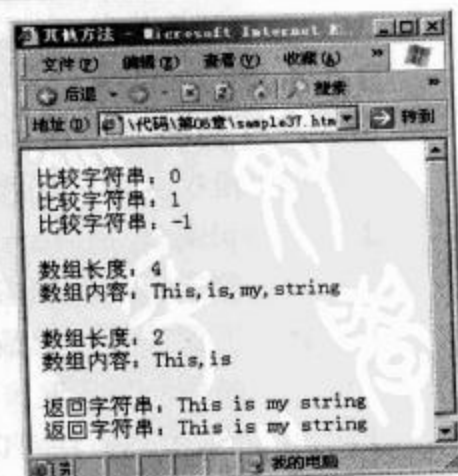 其他方法 - Microsoft Internet E
文件(F) 编辑(E) 查看(V) 收藏(A) »
后退 搜索 »
地址(D) \代码\第06章\sample37.htm 转到
比较字符串：0
比较字符串：1
比较字符串：-1
数组长度：4
数组内容：This,is,my,string
数组长度：2
数组内容：This,is
返回字符串：This is my string
返回字符串：This is my string
我的电脑